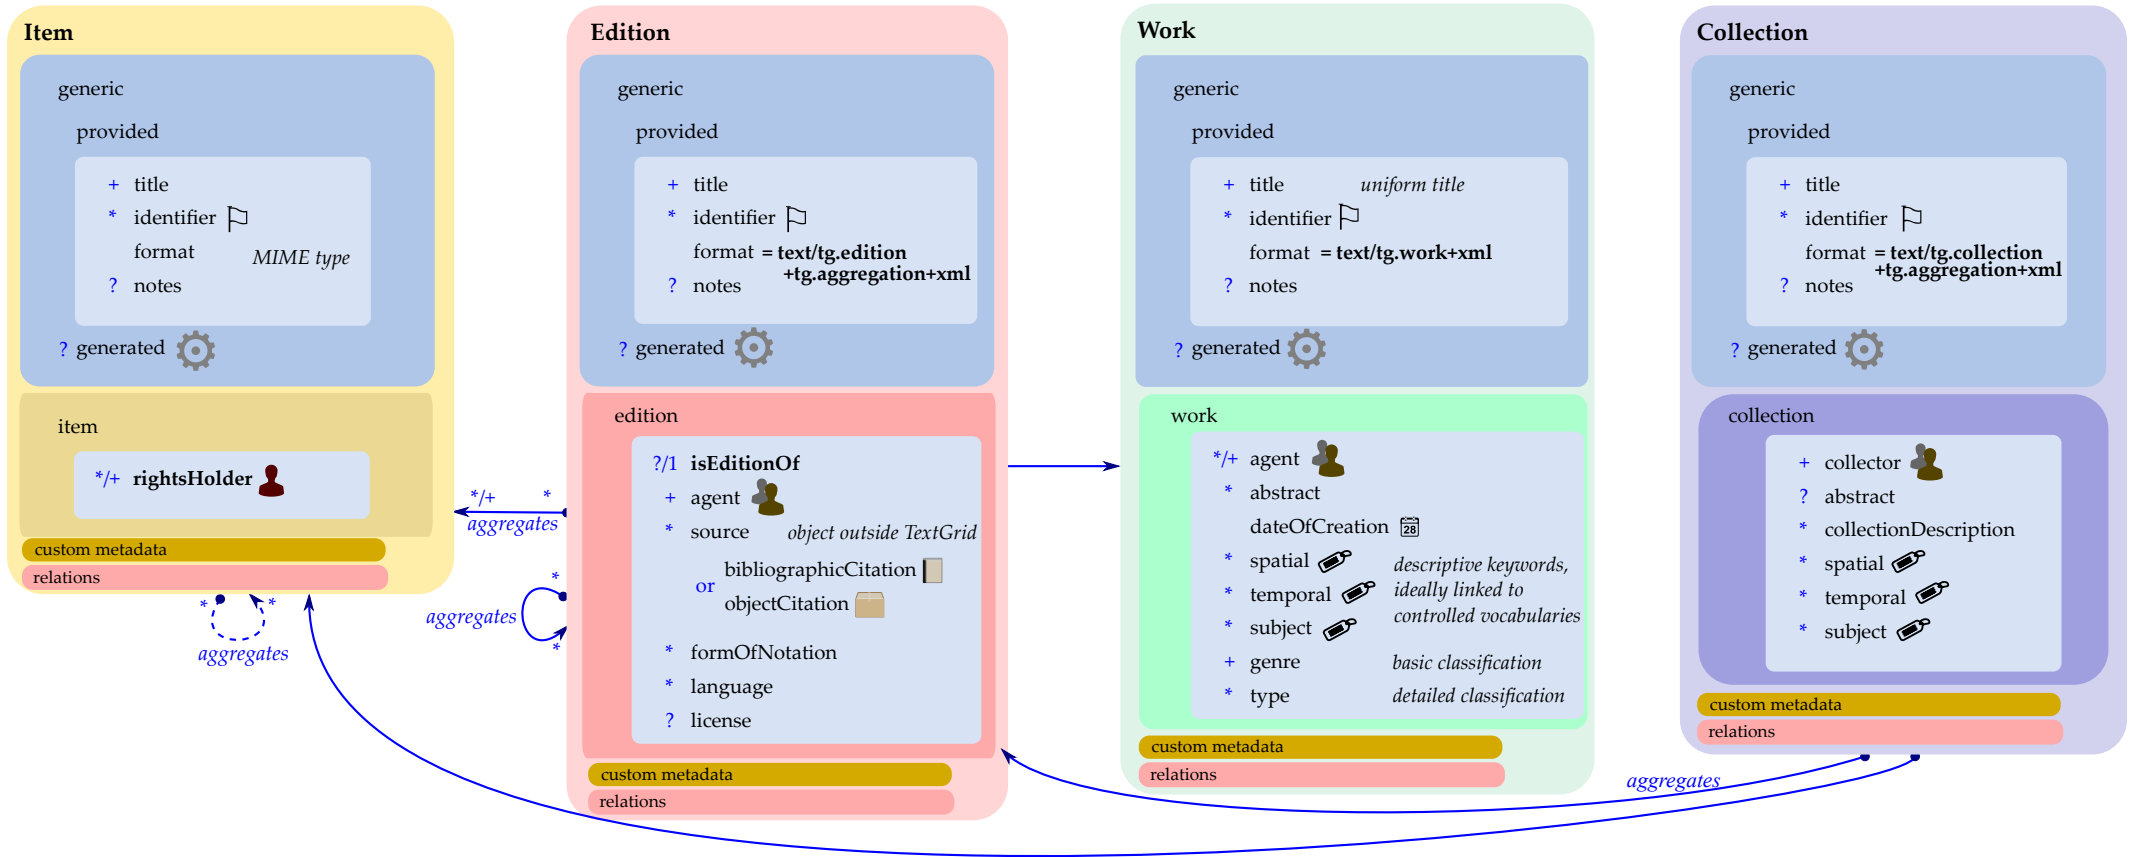 Item
generic
provided
+ title
* identifier
format
MIME type
? notes
? generated
item
*/+ rightsHolder
custom metadata
relations
* *
aggregates
Edition
generic
provided
+ title
* identifier
format = text/tg.edition
+tg.aggregation+xml
? notes
? generated
edition
?/1 isEditionOf
+ agent
* source object outside TextGrid
bibliographicCitation
or
objectCitation
* formOfNotation
* language
? license
custom metadata
relations
*/+ *
aggregates
*
aggregates
*
Work
generic
provided
+ title uniform title
* identifier
format = text/tg.work+xml
? notes
? generated
work
*/+ agent
* abstract
dateOfCreation 28
* spatial
* temporal
* subject
descriptive keywords,
ideally linked to
controlled vocabularies
+ genre basic classification
* type detailed classification
custom metadata
relations
Collection
generic
provided
+ title
* identifier
format = text/tg.collection
+tg.aggregation+xml
? notes
? generated
collection
+ collector
? abstract
* collectionDescription
* spatial
* temporal
* subject
custom metadata
relations
aggregates